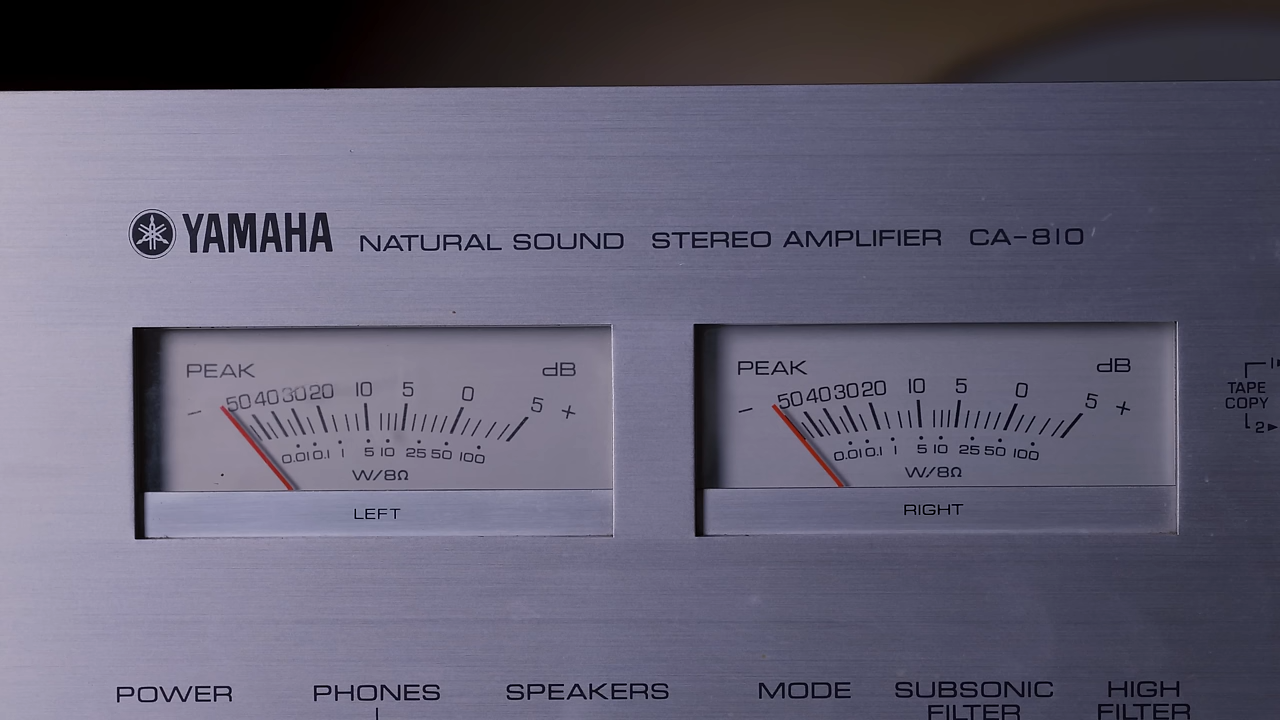 YAMAHA NATURAL SOUND STEREO AMPLIFIER CA-810
PEAK dB
- 50 40 30 20 10 5 0 5 +
0.01 0.1 1 5 10 25 50 100
W/8Ω
LEFT
PEAK dB
- 50 40 30 20 10 5 0 5 +
0.01 0.1 1 5 10 25 50 100
W/8Ω
RIGHT
1
TAPE
COPY
2▶
POWER PHONES SPEAKERS MODE SUBSONIC HIGH
FILTER FILTER